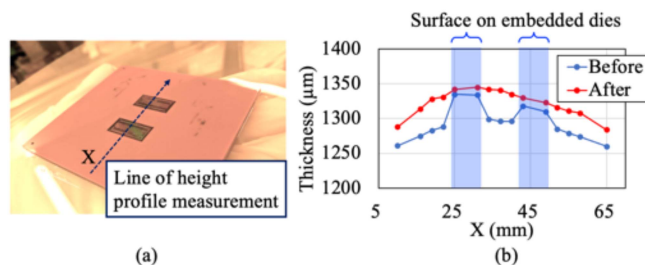 Surface on embedded dies
1400
1350
1300
1250
1200
Thickness (μm)
Before
After
5
25
45
65
X (mm)
X
Line of height
profile measurement
(a)
(b)